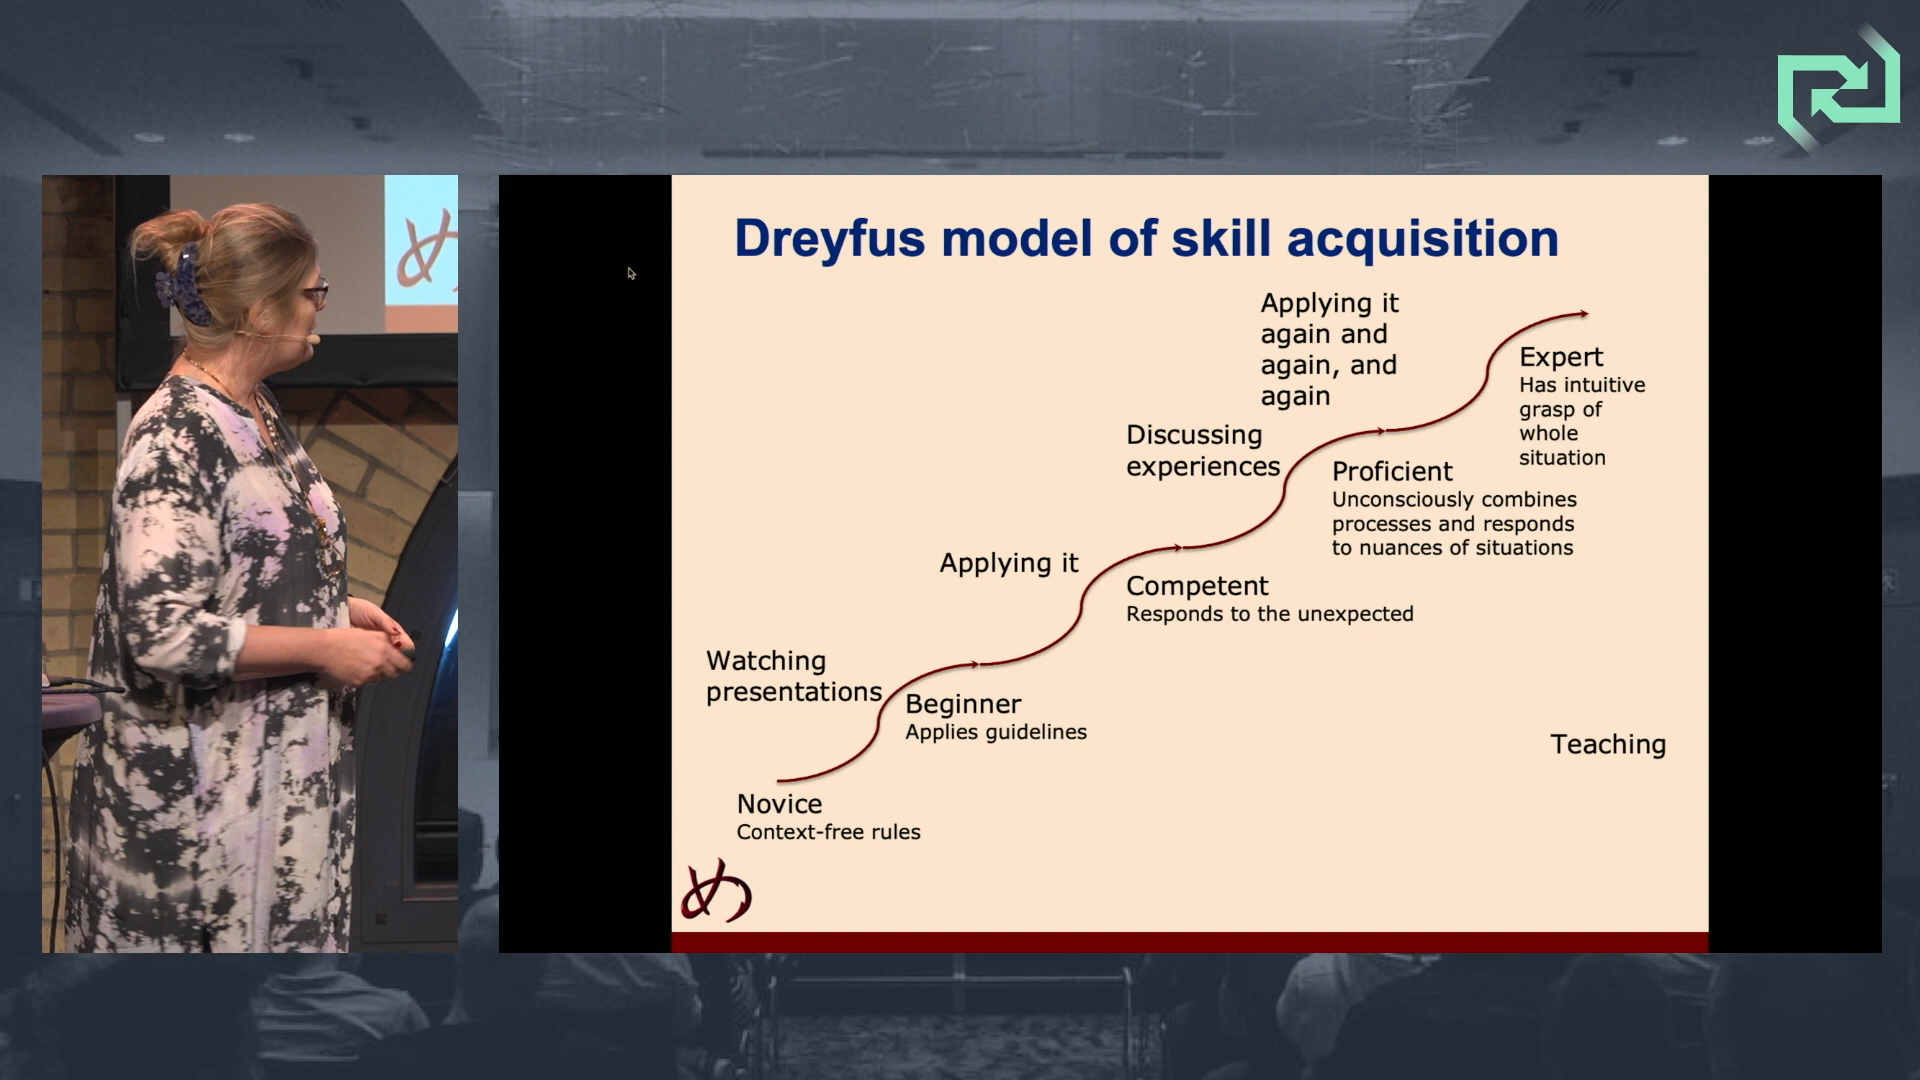 Dreyfus model of skill acquisition
Applying it
again and
again, and
again
Expert
Has intuitive
grasp of
whole
situation
Discussing
experiences
Proficient
Unconsciously combines
processes and responds
to nuances of situations
Applying it
Competent
Responds to the unexpected
Watching
presentations
Beginner
Applies guidelines
Teaching
Novice
Context-free rules
め
め